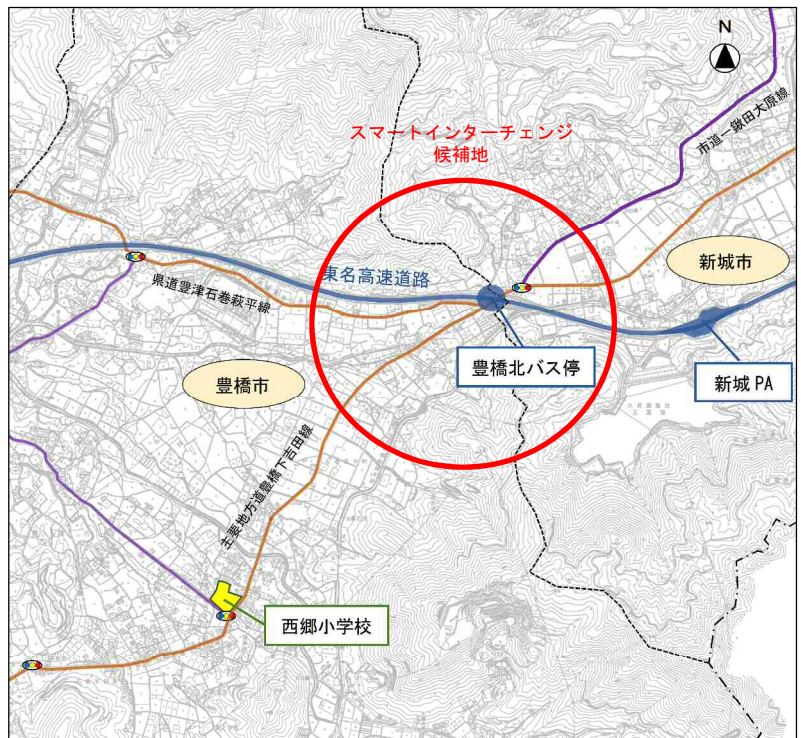 N
スマートインターチェンジ
候補地
市道一鍬田大原線
新城市
東名高速道路
県道豊津石巻萩平線
豊橋北バス停
新城 PA
豊橋市
主要地方道豊橋下吉田線
西郷小学校